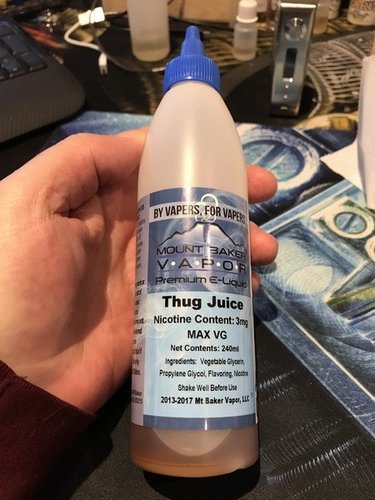 BY VAPERS, FOR VAPERS
MOUNT BAKER
V·A·P·O·R
Premium E-Liquid
Thug Juice
Nicotine Content: 3mg
MAX VG
Net Contents: 240ml
Ingredients: Vegetable Glycerin,
Propylene Glycol, Flavoring, Nicotine
Shake Well Before Use
2013-2017 Mt Baker Vapor, LLC